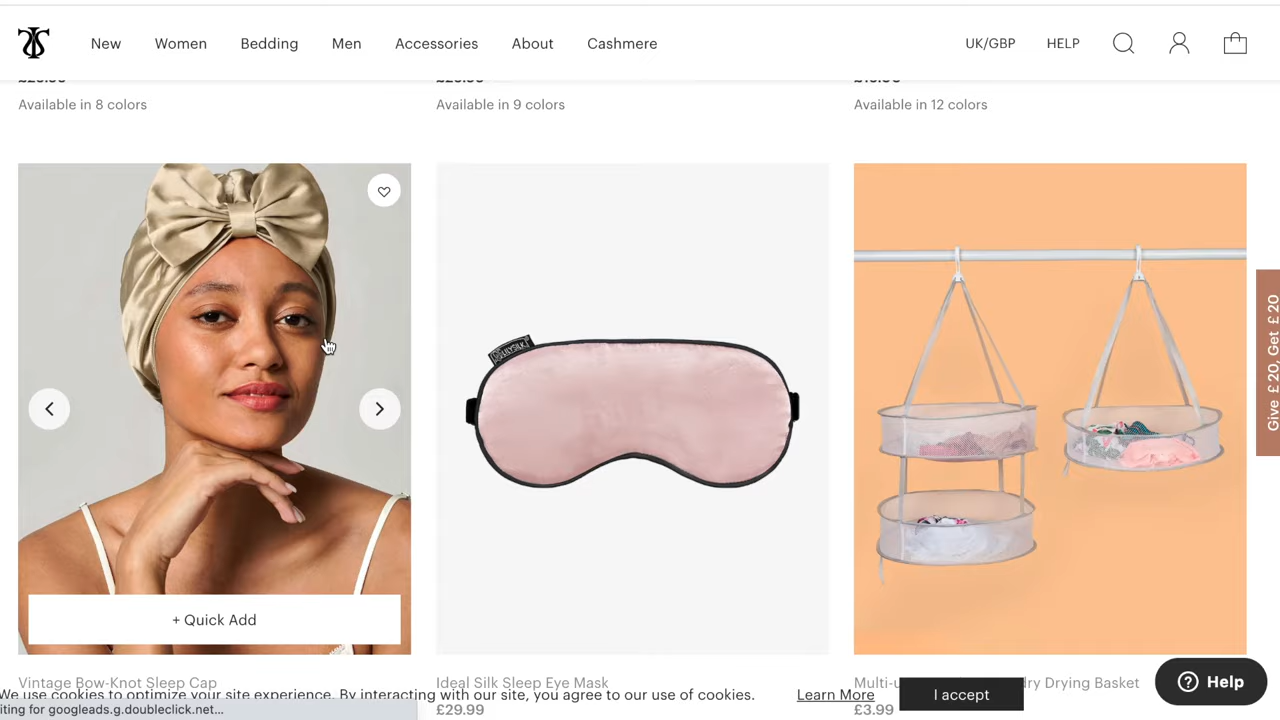 New Women Bedding Men Accessories About Cashmere UK/GBP HELP
Available in 8 colors Available in 9 colors Available in 12 colors
LILYSILK
+ Quick Add
Give £20, Get £20
Vintage Bow-Knot Sleep Cap Ideal Silk Sleep Eye Mask Multi-u dry Drying Basket
We use cookies to optimize your site experience. By interacting with our site, you agree to our use of cookies. Learn More I accept
Help
iting for googleads.g.doubleclick.net... £29.99 £3.99